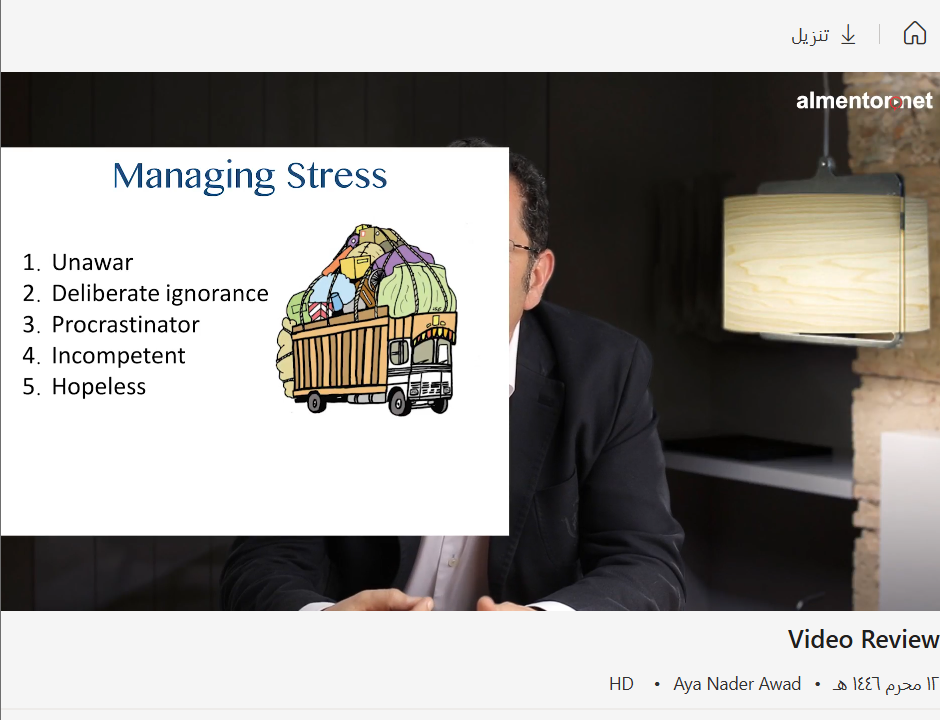 تنزيل
almentor.net
Managing Stress
1. Unawar
2. Deliberate ignorance
3. Procrastinator
4. Incompetent
5. Hopeless
Video Review
١٢ محرم ١٤٤٦ هـ • Aya Nader Awad • HD